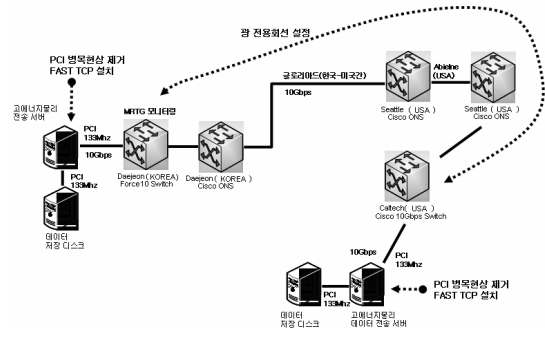 광 전용회선 설정
PCI 병목현상 제거
FAST TCP 설치
고에너지물리
전송 서버
PCI
133Mhz
10Gbps
MRTG 모니터링
Daejeon(KOREA)
Force10 Switch
Daejeon( KOREA )
Cisco ONS
글로리아드(한국-미국간)
10Gbps
Abielne
(USA)
Seattle ( USA )
Cisco ONS
Seattle ( USA )
Cisco ONS
PCI
133Mhz
데이터
저장 디스크
Caltech( USA )
Cisco 10Gbps Switch
10Gbps
PCI
133Mhz
PCI
133Mhz
데이터
저장 디스크
고에너지물리
데이터 전송 서버
PCI 병목현상 제거
FAST TCP 설치